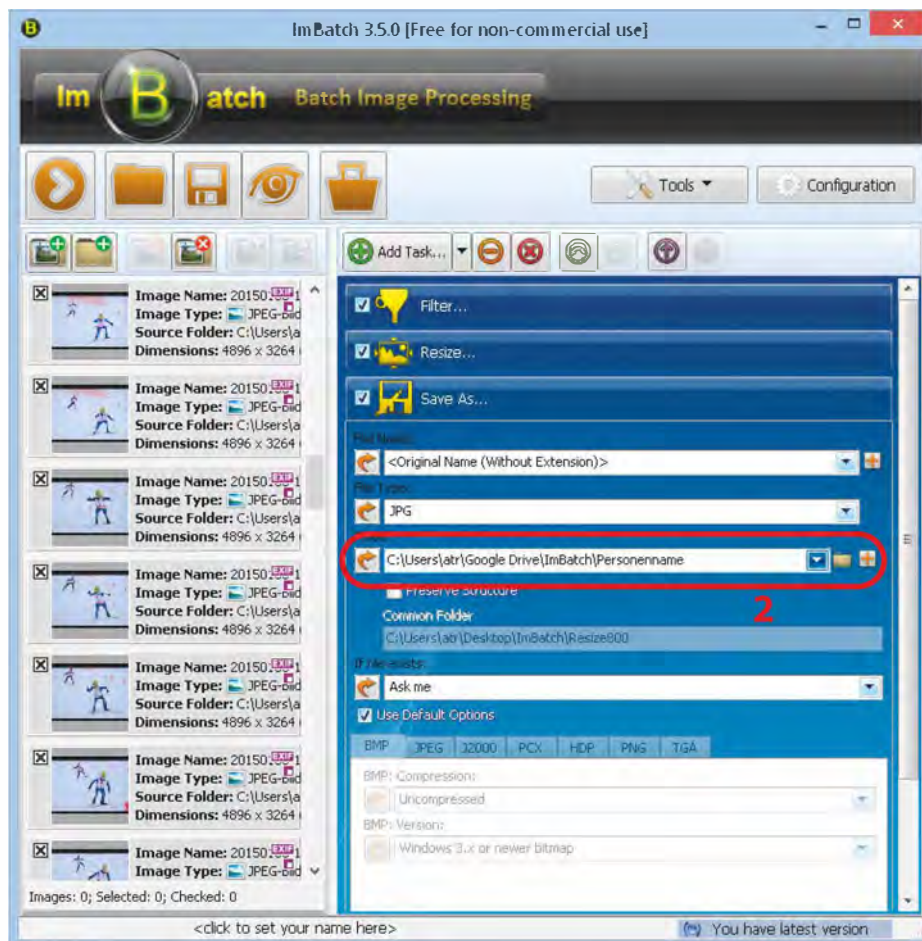 ImBatch 3.5.0 [Free for non-commercial use]
Im B atch Batch Image Processing
Tools
Configuration
Add Task...
Image Name: 20150
Image Type: JPEG-
Source Folder: C:\Users\a
Dimensions: 4896 x 3264
Image Name: 20150
Image Type: JPEG-
Source Folder: C:\Users\a
Dimensions: 4896 x 3264
Image Name: 20150
Image Type: JPEG-
Source Folder: C:\Users\a
Dimensions: 4896 x 3264
Image Name: 20150
Image Type: JPEG-
Source Folder: C:\Users\a
Dimensions: 4896 x 3264
Image Name: 20150
Image Type: JPEG-
Source Folder: C:\Users\a
Dimensions: 4896 x 3264
Image Name: 20150
Image Type: JPEG-
Source Folder: C:\Users\a
Dimensions: 4896 x 3264
Image Name: 20150
Image Type: JPEG-
Images: 0; Selected: 0; Checked: 0
Filter...
Resize...
Save As...
File Name:
<Original Name (Without Extension)>
File Type:
JPG
C:\Users\atr\Google Drive\ImBatch\Personenname
Preserve Structure
2
Common Folder
C:\Users\atr\Desktop\ImBatch\Resize800
If file exists:
Ask me
Use Default Options
BMP JPEG J2000 PCX HDP PNG TGA
BMP: Compression:
Uncompressed
BMP: Version:
Windows 3.x or newer bitmap
<click to set your name here>
You have latest version